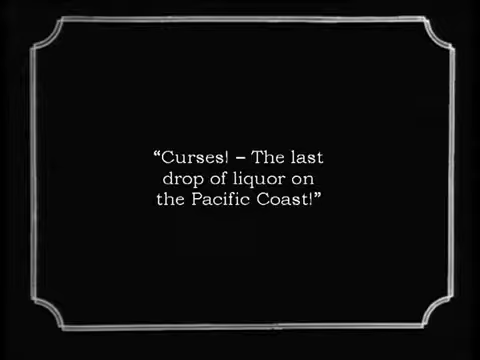 “Curses! – The last
drop of liquor on
the Pacific Coast!”